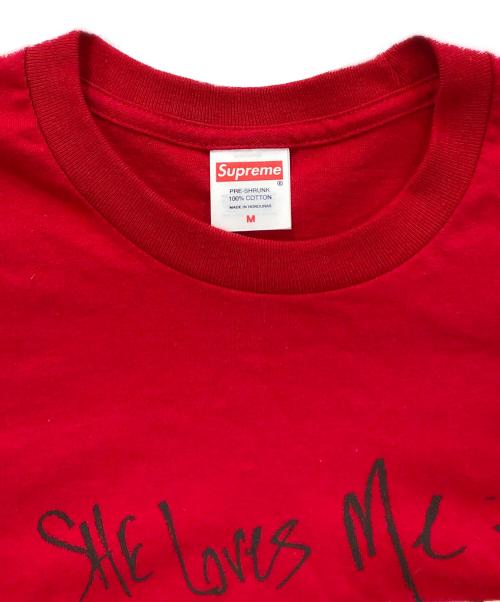 Supreme
®
PRE-SHRUNK
100% COTTON
MADE IN HONDURAS
M
SHE Loves Me